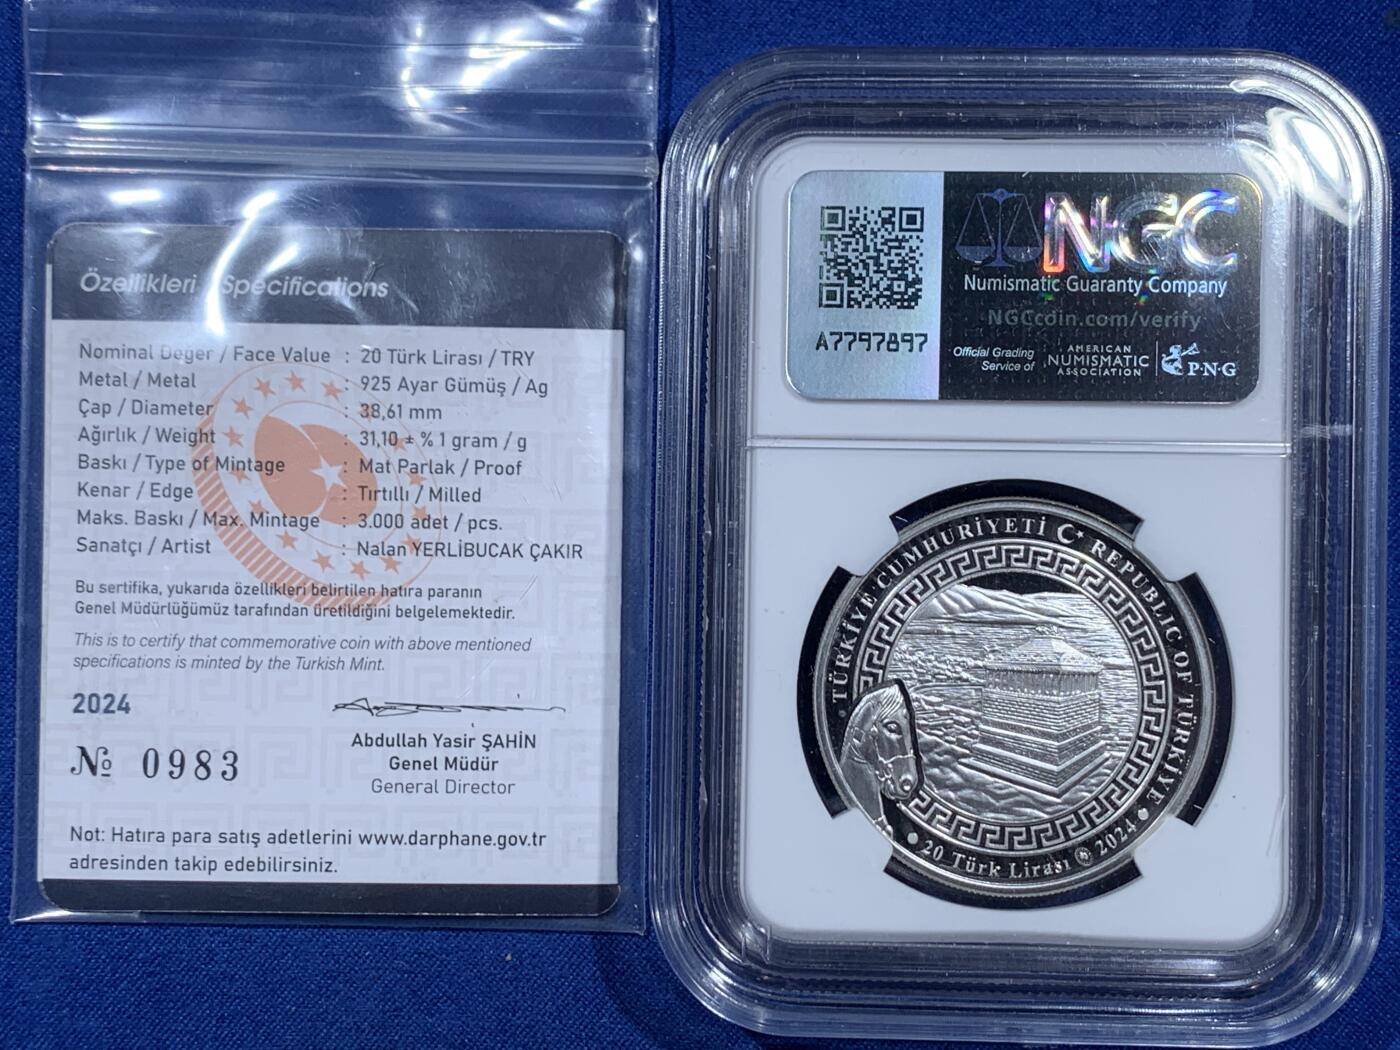 Özellikleri / Specifications
Nominal Değer / Face Value : 20 Türk Lirası / TRY
Metal / Metal : 925 Ayar Gümüş / Ag
Çap / Diameter : 38,61 mm
Ağırlık / Weight : 31,10 ± % 1 gram / g
Baskı / Type of Mintage : Mat Parlak / Proof
Kenar / Edge : Tırtıllı / Milled
Maks. Baskı / Max. Mintage : 3.000 adet / pcs.
Sanatçı / Artist : Nalan YERLİBUCAK ÇAKIR
Bu sertifika, yukarıda özellikleri belirtilen hatıra paranın
Genel Müdürlüğümüz tarafından üretildiğini belgelemektedir.
This is to certify that commemorative coin with above mentioned
specifications is minted by the Turkish Mint.
2024
№ 0983
Abdullah Yasir ŞAHİN
Genel Müdür
General Director
Not: Hatıra para satış adetlerini www.darphane.gov.tr
adresinden takip edebilirsiniz.
NGC
Numismatic Guaranty Company
NGCcoin.com/verify
A7797897
Official Grading
Service of
AMERICAN
NUMISMATIC
ASSOCIATION
P·N·G
TÜRKİYE CUMHURİYETİ REPUBLIC OF TÜRKİYE
20 Türk Lirası 2024